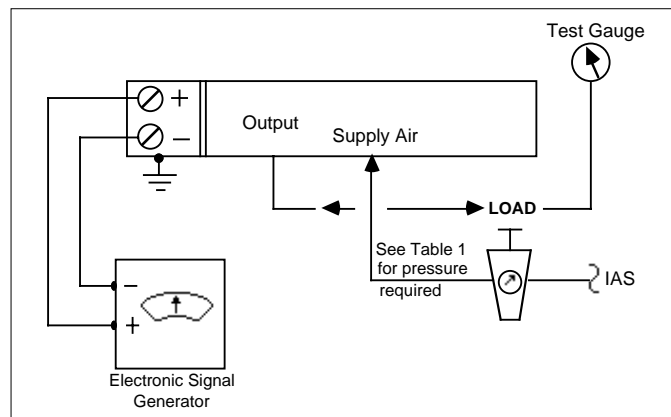 Test Gauge
+
Output
–
Supply Air
LOAD
See Table 1
for pressure
required
IAS
–
+
Electronic Signal
Generator